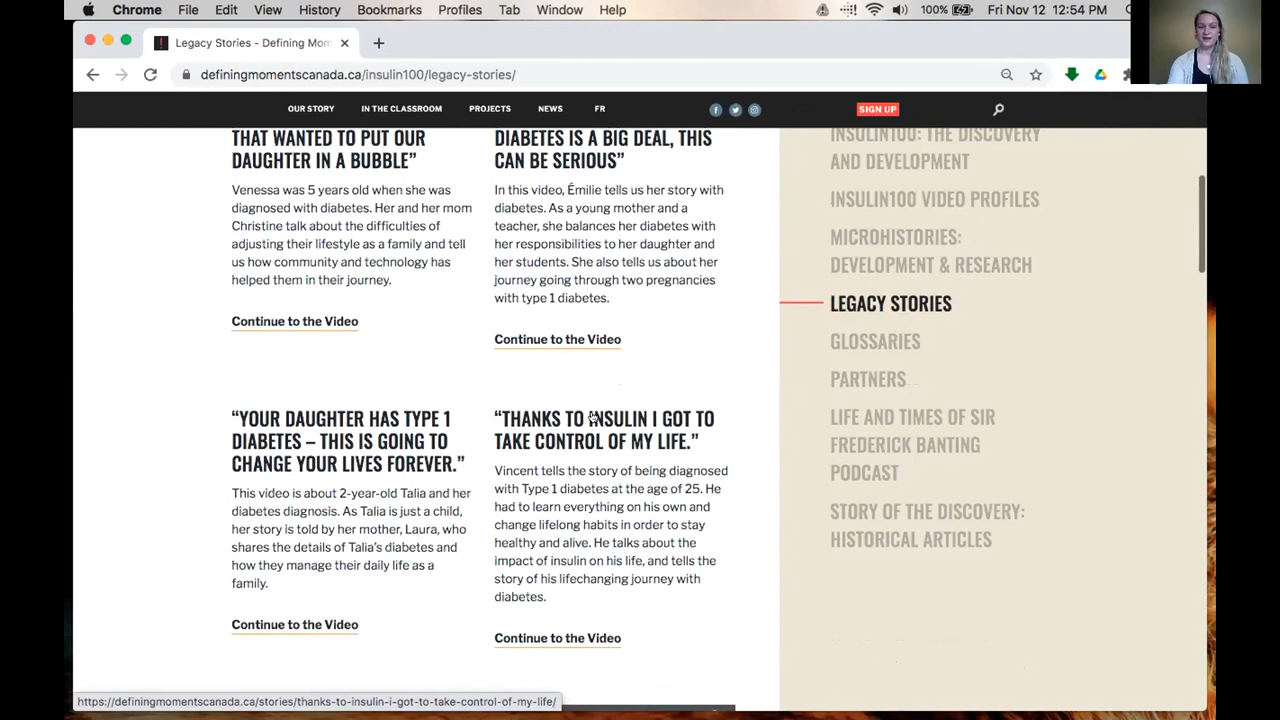 Chrome File Edit View History Bookmarks Profiles Tab Window Help 100% Fri Nov 12 12:54 PM
Legacy Stories - Defining Mom
definingmomentscanada.ca/insulin100/legacy-stories/
OUR STORY IN THE CLASSROOM PROJECTS NEWS FR SIGN UP
THAT WANTED TO PUT OUR
DAUGHTER IN A BUBBLE”
Venessa was 5 years old when she was
diagnosed with diabetes. Her and her mom
Christine talk about the difficulties of
adjusting their lifestyle as a family and tell
us how community and technology has
helped them in their journey.
Continue to the Video
DIABETES IS A BIG DEAL, THIS
CAN BE SERIOUS”
In this video, Émilie tells us her story with
diabetes. As a young mother and a
teacher, she balances her diabetes with
her responsibilities to her daughter and
her students. She also tells us about her
journey going through two pregnancies
with type 1 diabetes.
Continue to the Video
“YOUR DAUGHTER HAS TYPE 1
DIABETES – THIS IS GOING TO
CHANGE YOUR LIVES FOREVER.”
This video is about 2-year-old Talia and her
diabetes diagnosis. As Talia is just a child,
her story is told by her mother, Laura, who
shares the details of Talia’s diabetes and
how they manage their daily life as a
family.
Continue to the Video
“THANKS TO INSULIN I GOT TO
TAKE CONTROL OF MY LIFE.”
Vincent tells the story of being diagnosed
with Type 1 diabetes at the age of 25. He
had to learn everything on his own and
change lifelong habits in order to stay
healthy and alive. He talks about the
impact of insulin on his life, and tells the
story of his lifechanging journey with
diabetes.
Continue to the Video
INSULIN100: THE DISCOVERY
AND DEVELOPMENT
INSULIN100 VIDEO PROFILES
MICROHISTORIES:
DEVELOPMENT & RESEARCH
LEGACY STORIES
GLOSSARIES
PARTNERS
LIFE AND TIMES OF SIR
FREDERICK BANTING
PODCAST
STORY OF THE DISCOVERY:
HISTORICAL ARTICLES
https://definingmomentscanada.ca/stories/thanks-to-insulin-i-got-to-take-control-of-my-life/